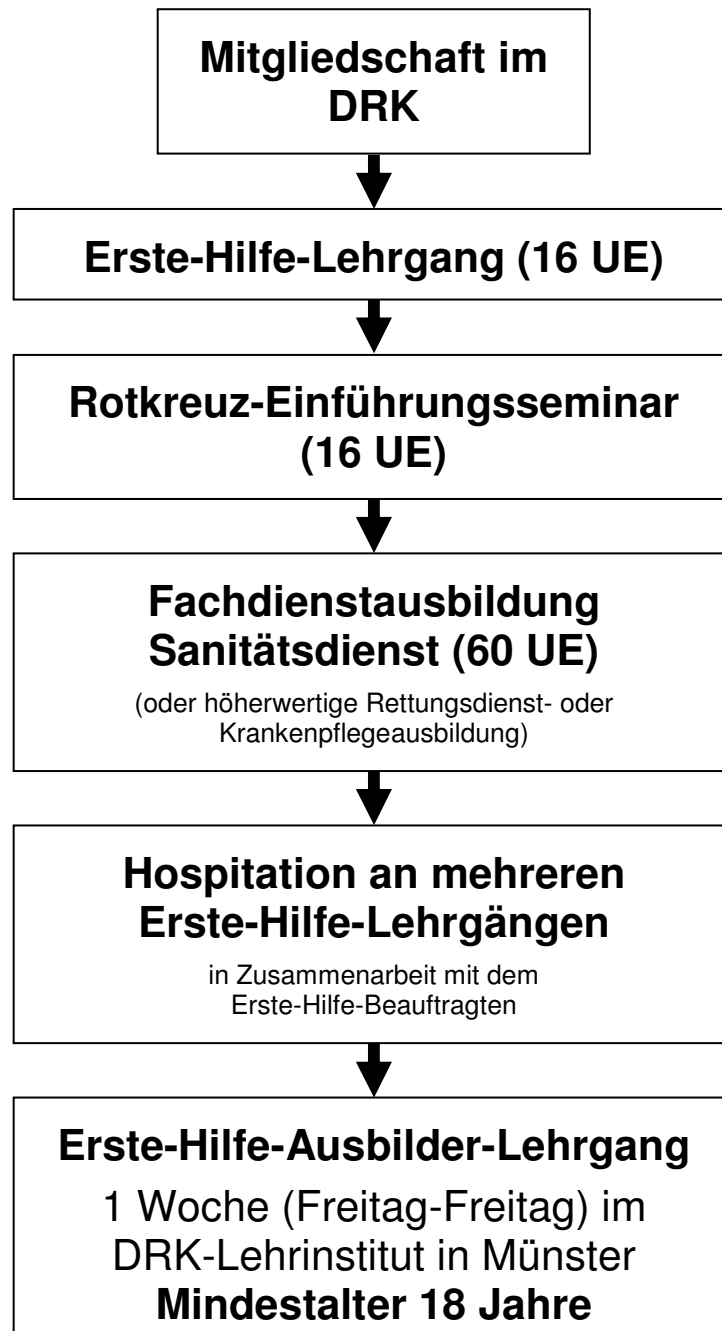 Mitgliedschaft im
DRK
Erste-Hilfe-Lehrgang (16 UE)
Rotkreuz-Einführungsseminar
(16 UE)
Fachdienstausbildung
Sanitätsdienst (60 UE)
(oder höherwertige Rettungsdienst- oder
Krankenpflegeausbildung)
Hospitation an mehreren
Erste-Hilfe-Lehrgängen
in Zusammenarbeit mit dem
Erste-Hilfe-Beauftragten
Erste-Hilfe-Ausbilder-Lehrgang
1 Woche (Freitag-Freitag) im
DRK-Lehrinstitut in Münster
Mindestalter 18 Jahre